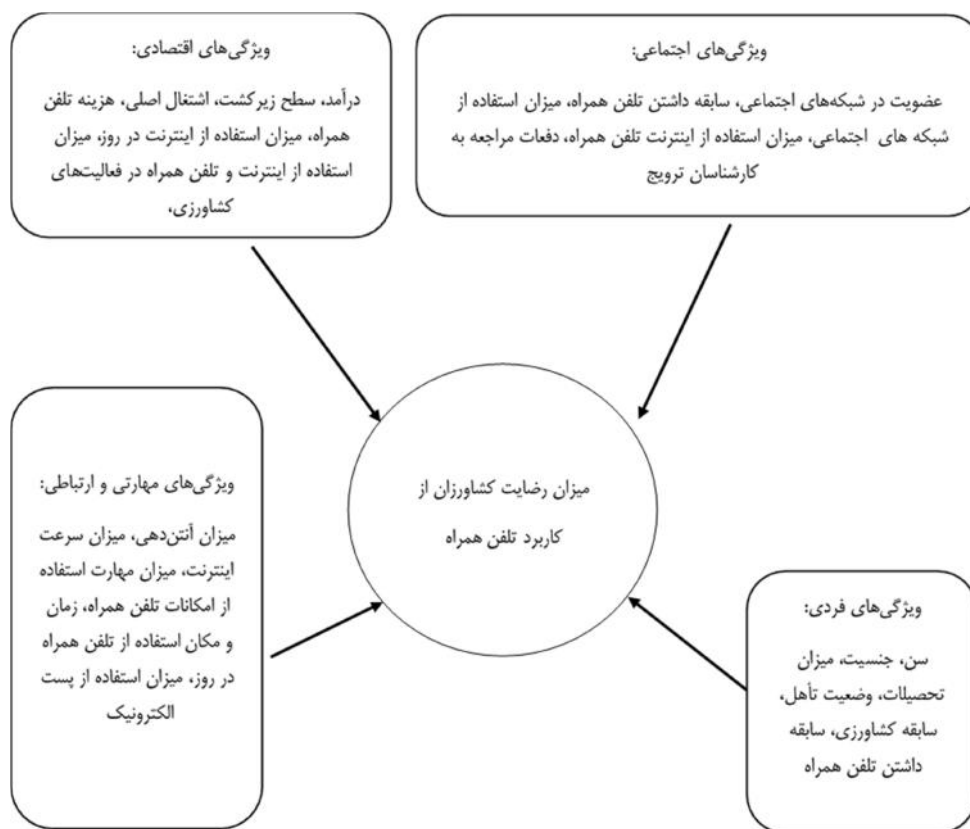 ویژگی‌های اجتماعی:
عضویت در شبکه‌های اجتماعی، سابقه داشتن تلفن همراه، میزان استفاده از
شبکه های اجتماعی، میزان استفاده از اینترنت تلفن همراه، دفعات مراجعه به
کارشناسان ترویج
ویژگی‌های اقتصادی:
درآمد، سطح زیرکشت، اشتغال اصلی، هزینه تلفن
همراه، میزان استفاده از اینترنت در روز، میزان
استفاده از اینترنت و تلفن همراه در فعالیت‌های
کشاورزی،
میزان رضایت کشاورزان از
کاربرد تلفن همراه
ویژگی‌های مهارتی و ارتباطی:
میزان آنتن‌دهی، میزان سرعت
اینترنت، میزان مهارت استفاده
از امکانات تلفن همراه، زمان
و مکان استفاده از تلفن همراه
در روز، میزان استفاده از پست
الکترونیک
ویژگی‌های فردی:
سن، جنسیت، میزان
تحصیلات، وضعیت تأهل،
سابقه کشاورزی، سابقه
داشتن تلفن همراه